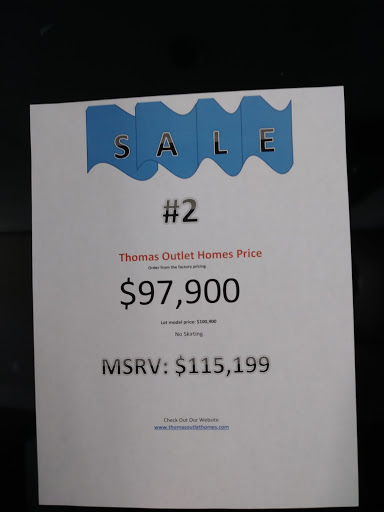 SALE
#2
Thomas Outlet Homes Price
Order from the factory pricing
$97,900
Lot model price: $100,900
No Skirting
MSRV: $115,199
Check Out Our Website
www.thomasoutlethomes.com